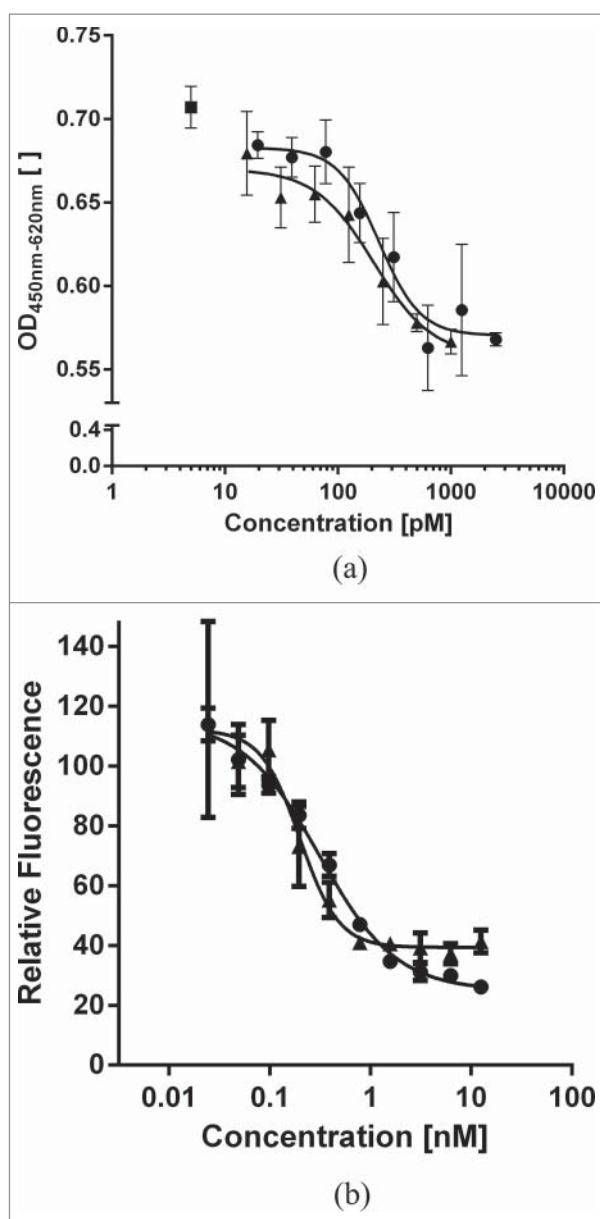 0.75
0.70
0.65
0.60
0.55
0.4
0.0
OD450nm-620nm [ ]
1 10 100 1000 10000
Concentration [pM]
(a)
140
120
100
80
60
40
20
0
Relative Fluorescence
0.01 0.1 1 10 100
Concentration [nM]
(b)